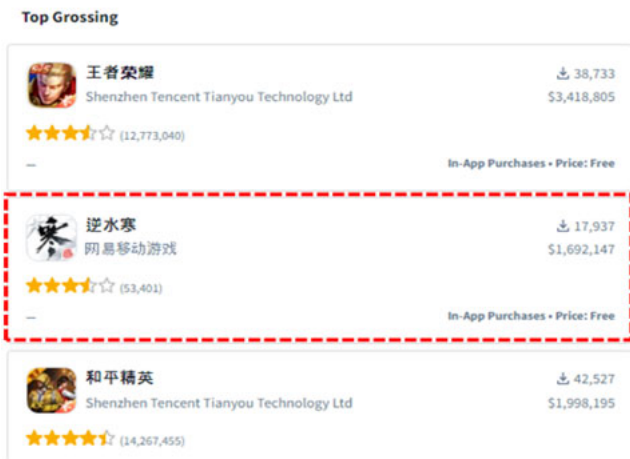 Top Grossing
王者荣耀
38,733
Shenzhen Tencent Tianyou Technology Ltd
$3,418,805
(12,773,040)
—
In-App Purchases • Price: Free
寒
逆水寒
17,937
网易移动游戏
$1,692,147
(53,401)
—
In-App Purchases • Price: Free
和平精英
42,527
Shenzhen Tencent Tianyou Technology Ltd
$1,998,195
(14,267,455)